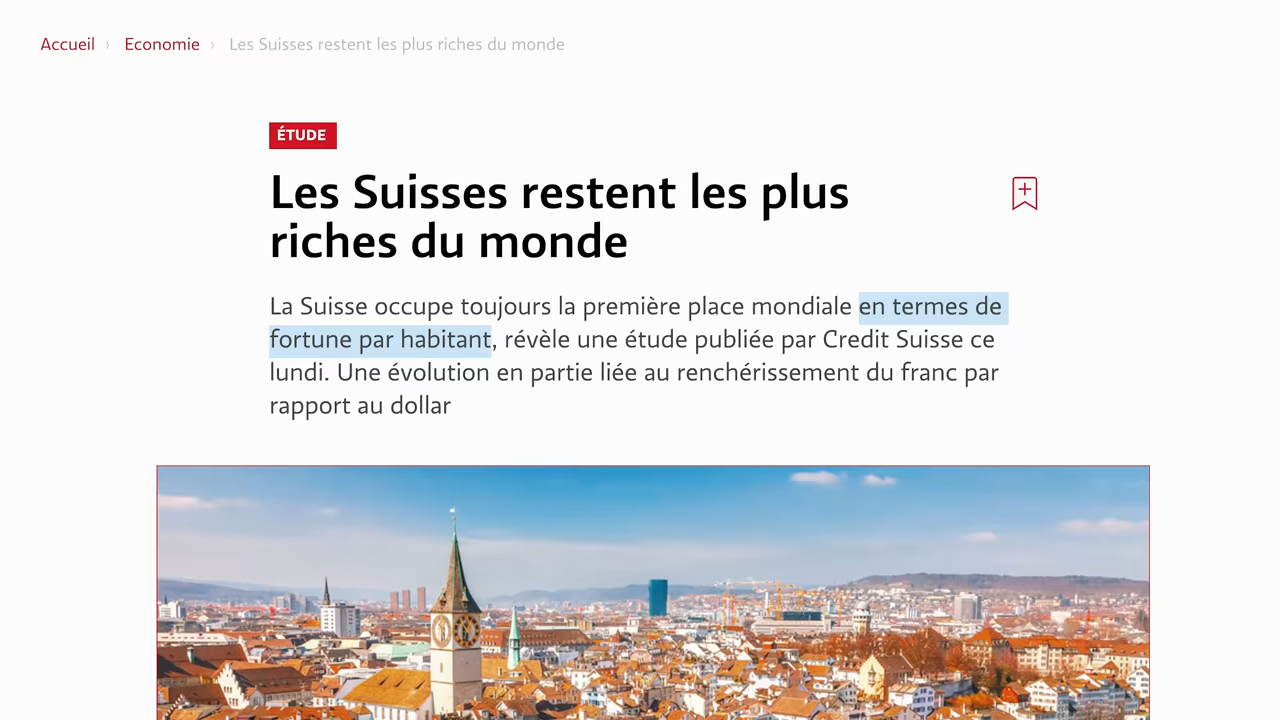 Accueil › Economie › Les Suisses restent les plus riches du monde
ÉTUDE
Les Suisses restent les plus
riches du monde
La Suisse occupe toujours la première place mondiale en termes de
fortune par habitant, révèle une étude publiée par Credit Suisse ce
lundi. Une évolution en partie liée au renchérissement du franc par
rapport au dollar